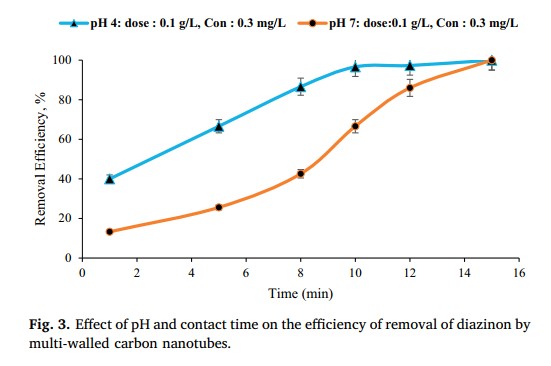 pH 4: dose : 0.1 g/L, Con : 0.3 mg/L pH 7: dose:0.1 g/L, Con : 0.3 mg/L
100
80
60
40
20
0
Removal Efficiency, %
0 2 4 6 8 10 12 14 16
Time (min)
Fig. 3. Effect of pH and contact time on the efficiency of removal of diazinon by
multi-walled carbon nanotubes.